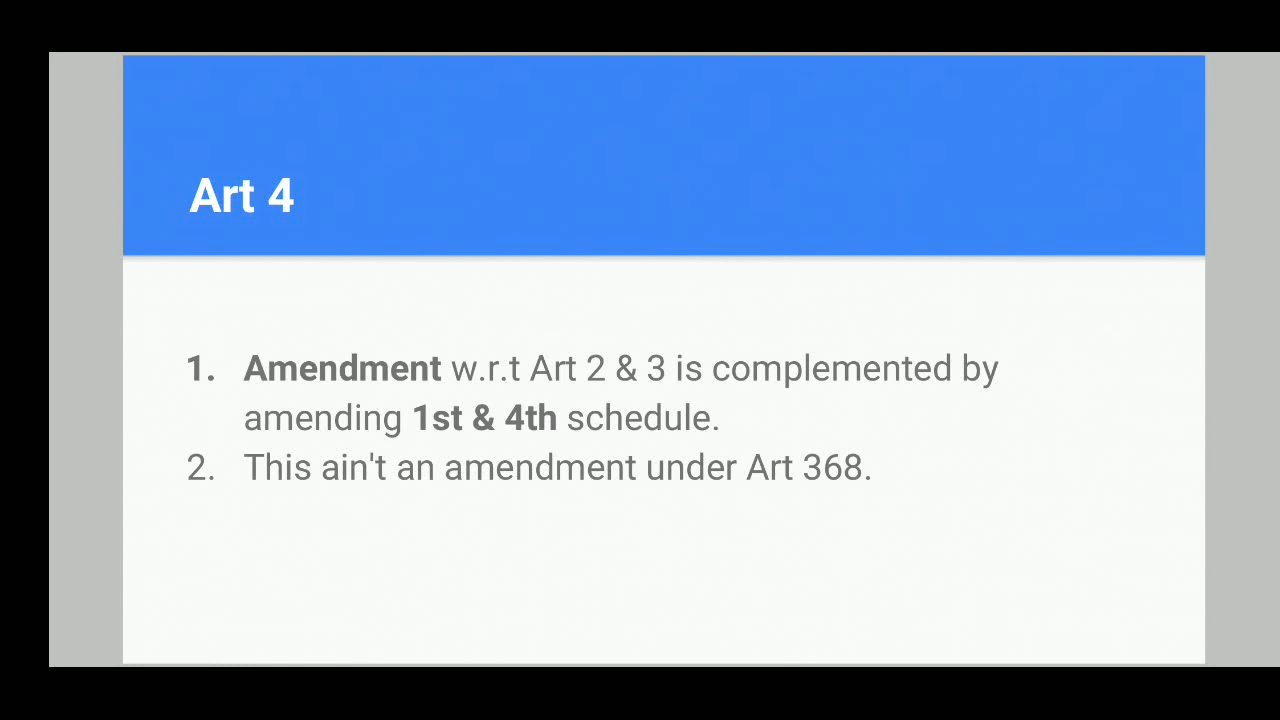 Art 4
1. Amendment w.r.t Art 2 & 3 is complemented by
amending 1st & 4th schedule.
2. This ain't an amendment under Art 368.